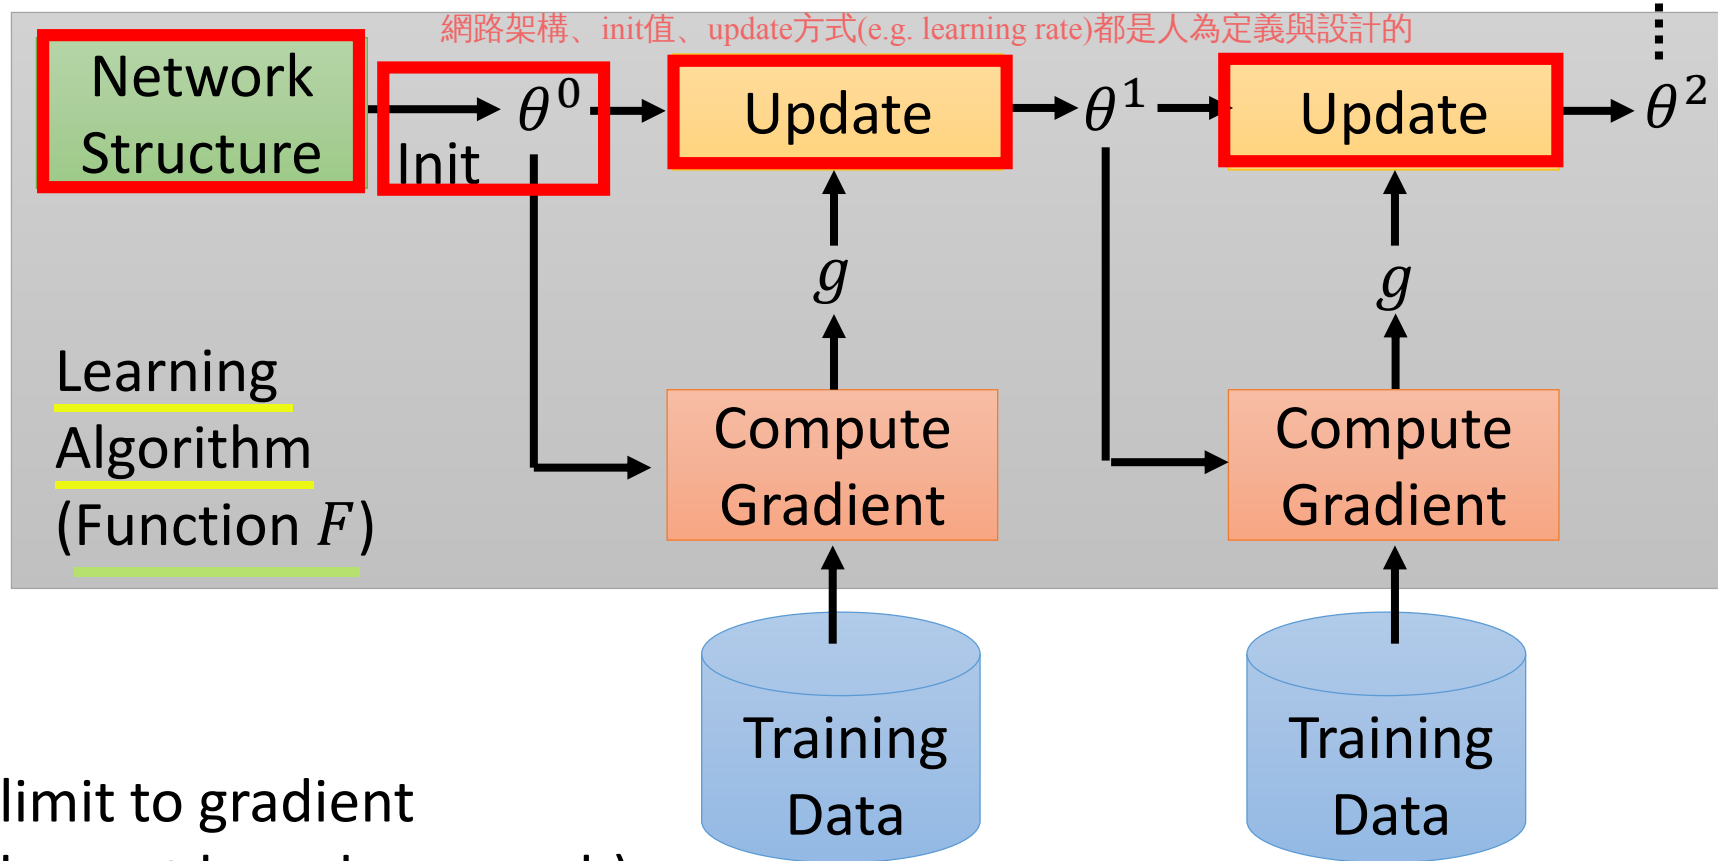 網路架構、init值、update方式(e.g. learning rate)都是人為定義與設計的
Network
Structure
Init
θ⁰
Update
θ¹
Update
θ²
g
g
Learning
Algorithm
(Function F)
Compute
Gradient
Compute
Gradient
Training
Data
Training
Data
limit to gradient